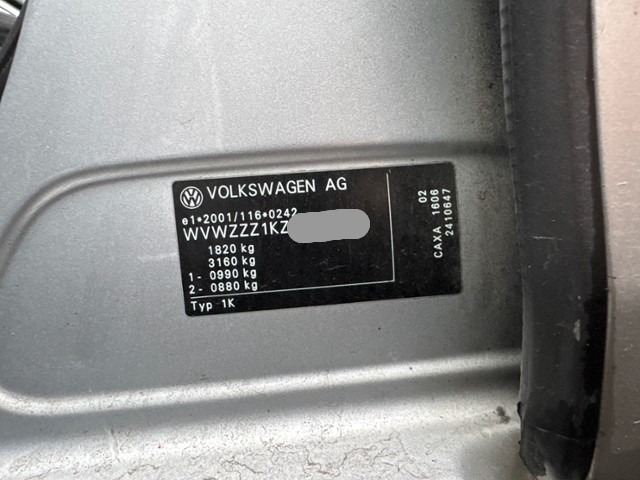 VOLKSWAGEN AG
e1*2001/116*0242
WVWZZZ1KZ
1820 kg
3160 kg
1- 0990 kg
2- 0880 kg
Typ 1K
02
CAXA 1606
2410647